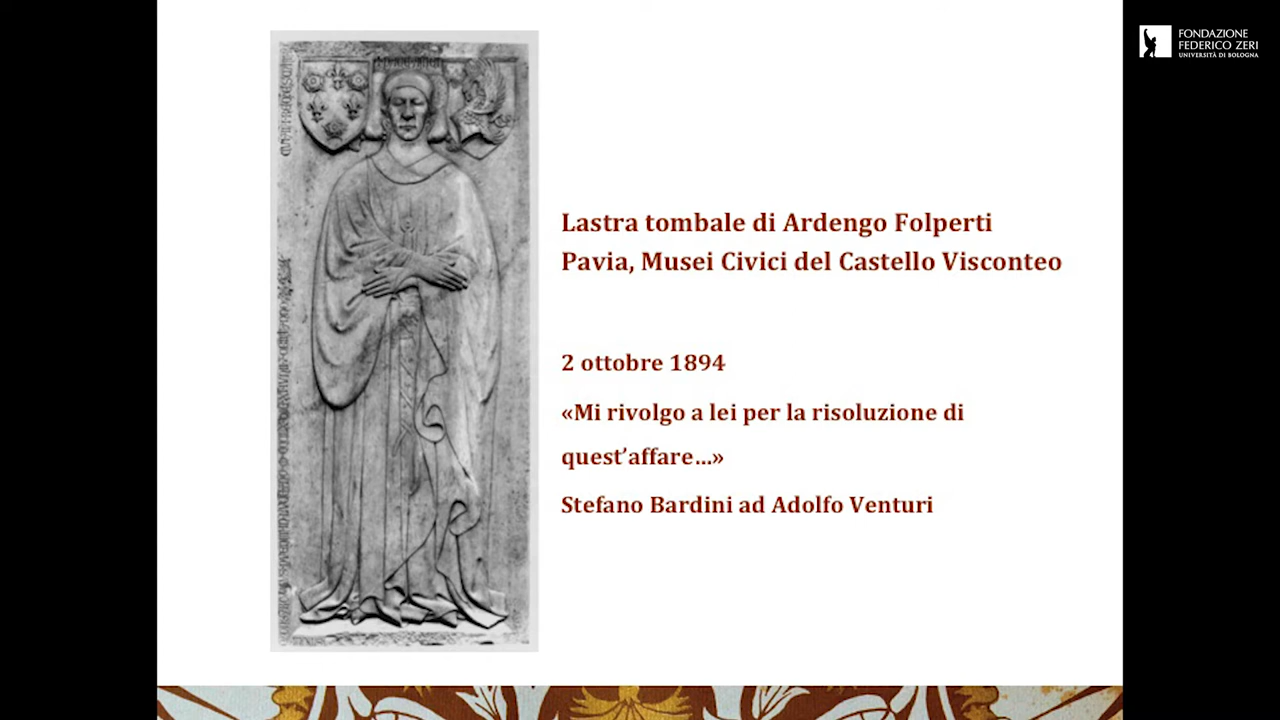 FONDAZIONE
FEDERICO ZERI
UNIVERSITÀ DI BOLOGNA
Lastra tombale di Ardengo Folperti
Pavia, Musei Civici del Castello Visconteo
2 ottobre 1894
«Mi rivolgo a lei per la risoluzione di
quest’affare...»
Stefano Bardini ad Adolfo Venturi